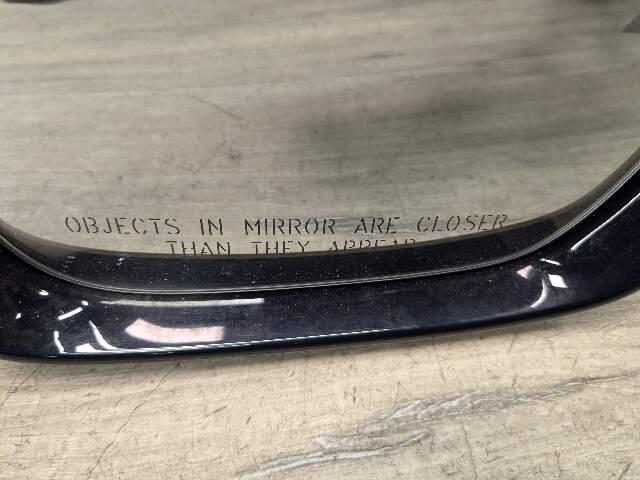 OBJECTS IN MIRROR ARE CLOSER
THAN THEY APPEAR